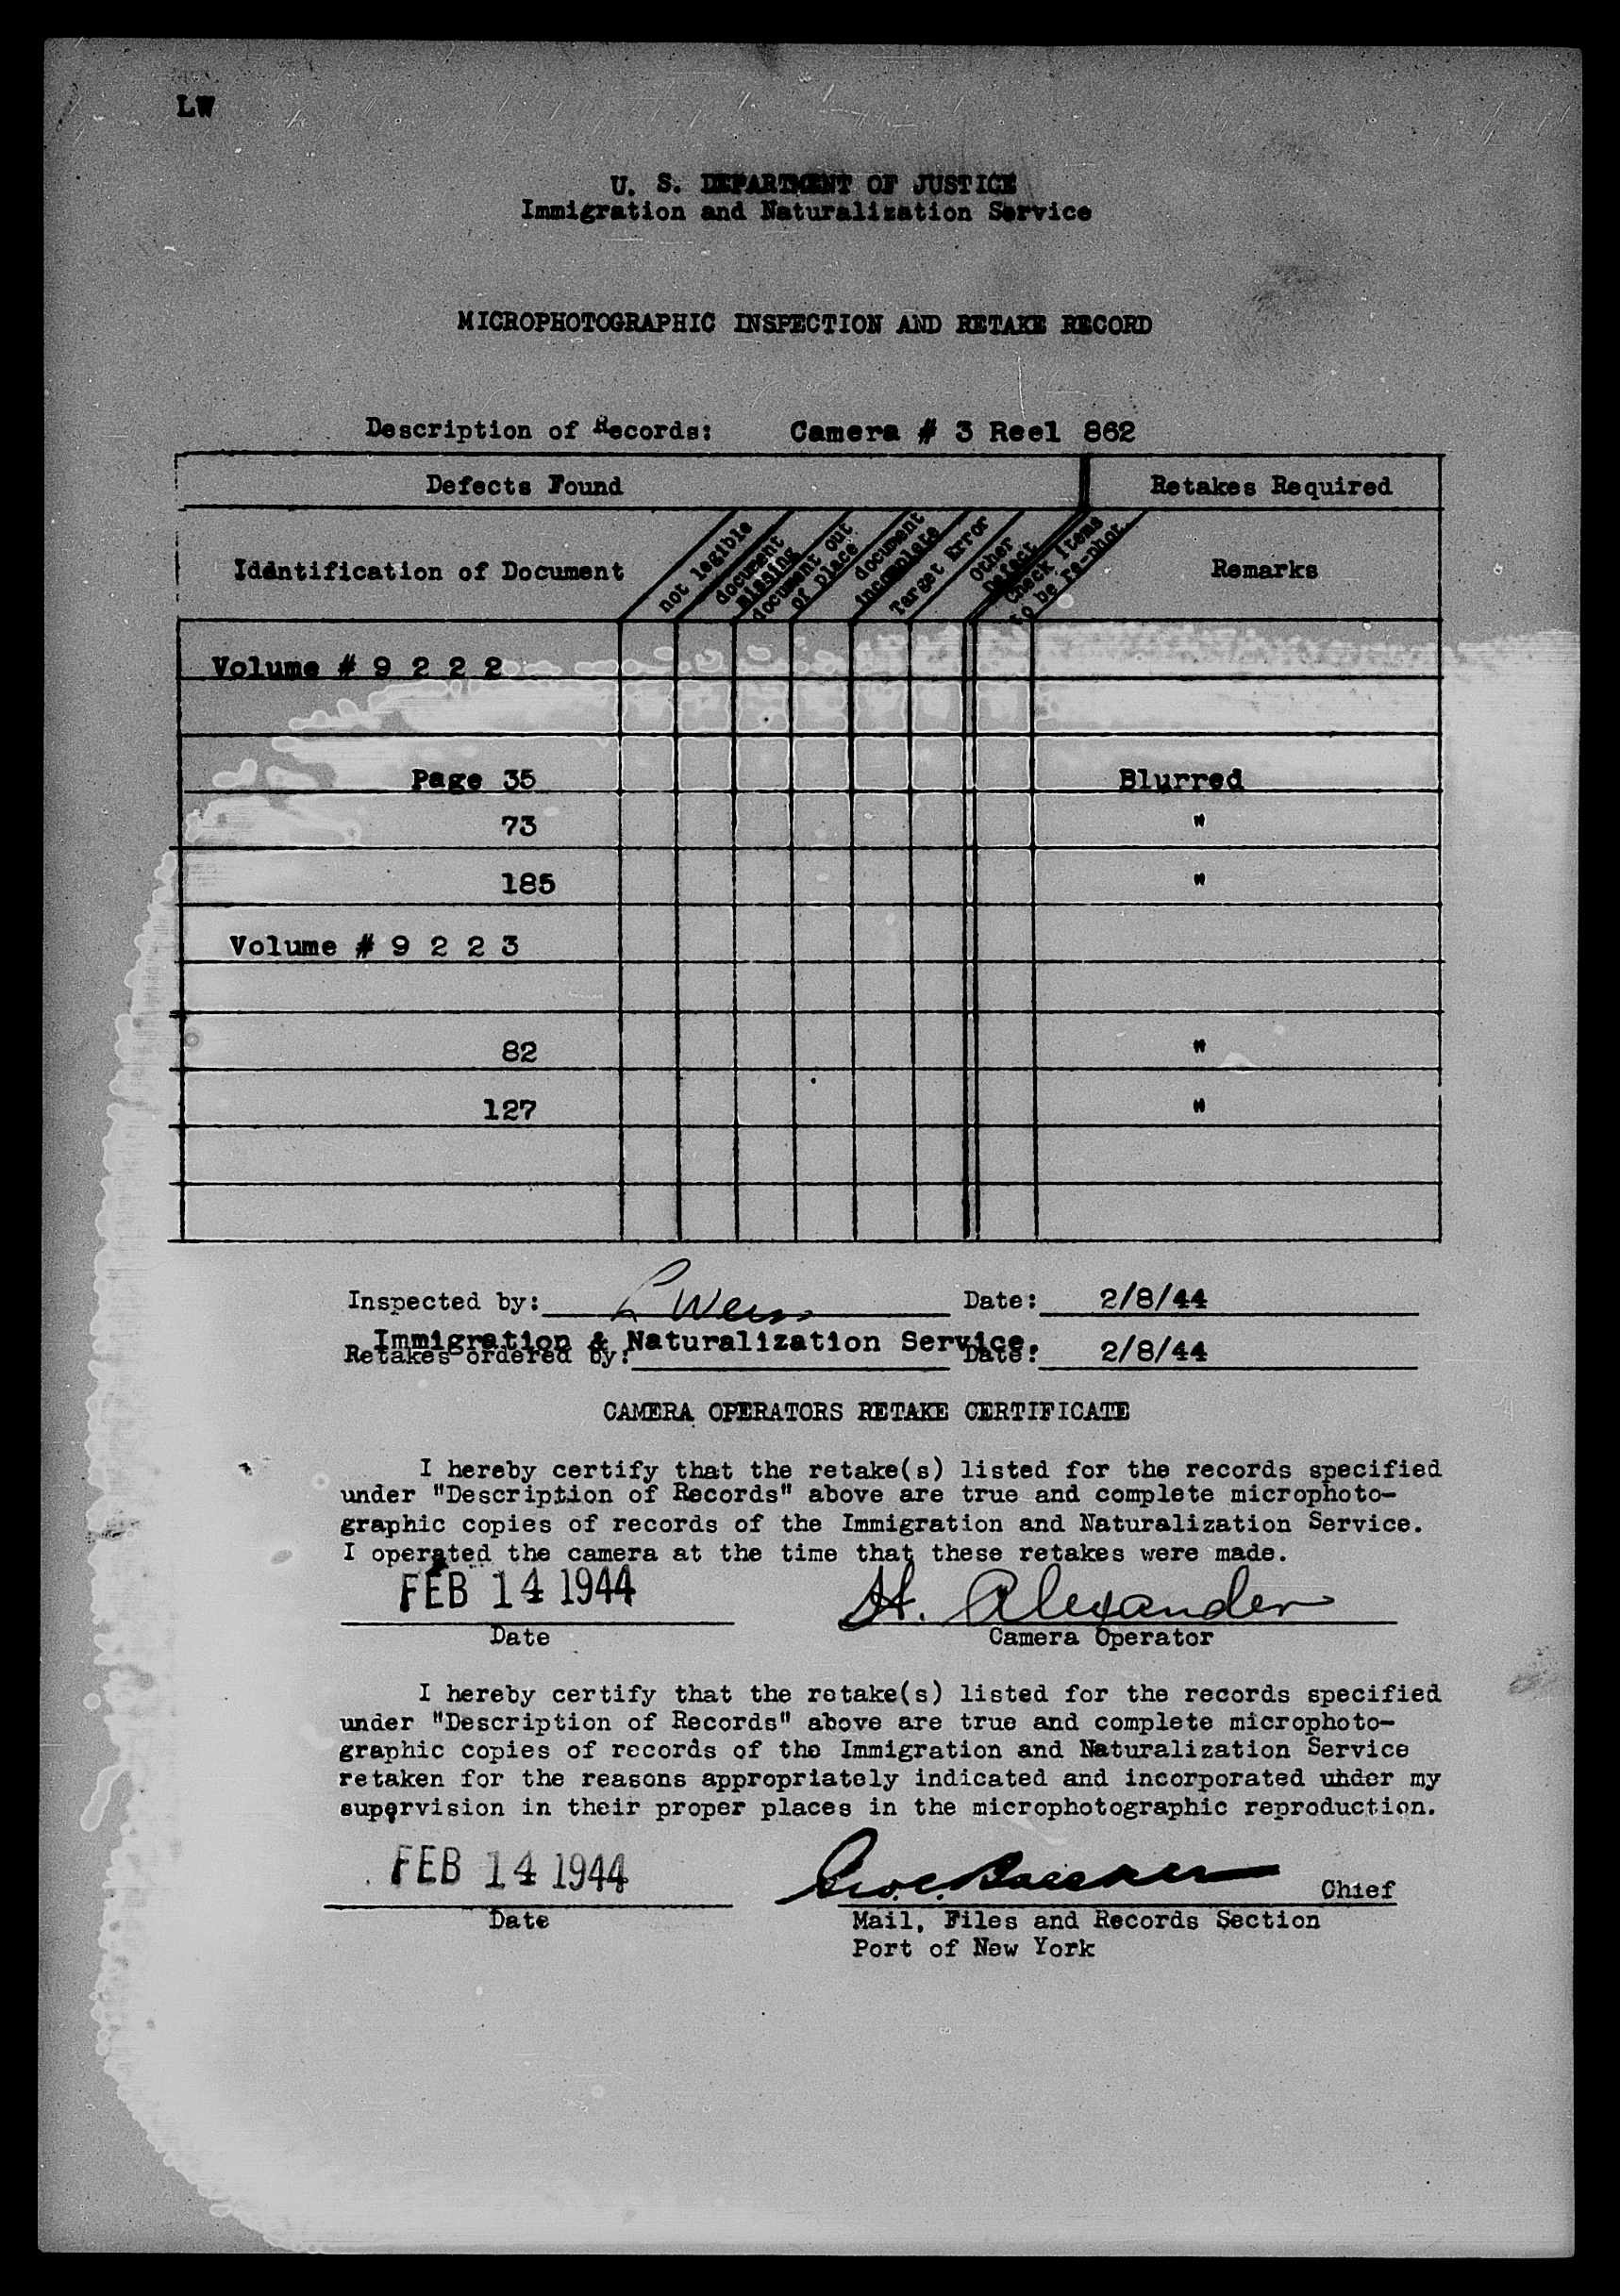 LW
U. S. DEPARTMENT OF JUSTICE
Immigration and Naturalization Service
MICROPHOTOGRAPHIC INSPECTION AND RETAKE RECORD
Description of Records: Camera # 3 Reel 862
Defects Found Retakes Required
Iddntification of Document
not legible
document
missing
document out
of place
document
incomplete
Target Error
Other
Defect
Check items
to be re-phot.
Remarks
Volume # 9 2 2 2
Page 35 Blurred
73 "
185 "
Volume # 9 2 2 3
82 "
127 "
Inspected by: L Weiss Date: 2/8/44
Immigration & Naturalization Service.
Retakes ordered by: Date: 2/8/44
CAMERA OPERATORS RETAKE CERTIFICATE
I hereby certify that the retake(s) listed for the records specified
under "Description of Records" above are true and complete microphoto-
graphic copies of records of the Immigration and Naturalization Service.
I operated the camera at the time that these retakes were made.
FEB 14 1944 H. Alexander
Date Camera Operator
I hereby certify that the retake(s) listed for the records specified
under "Description of Records" above are true and complete microphoto-
graphic copies of records of the Immigration and Naturalization Service
retaken for the reasons appropriately indicated and incorporated under my
supervision in their proper places in the microphotographic reproduction.
FEB 14 1944 Chief
Date Mail, Files and Records Section
Port of New York